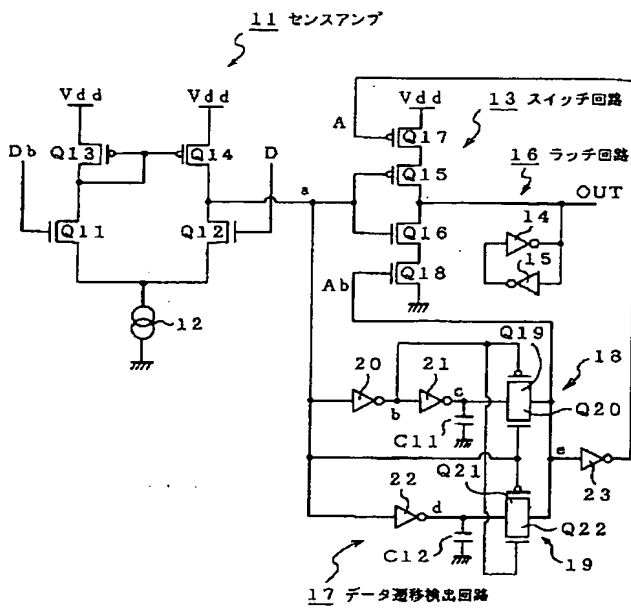 11 センスアンプ
Vdd
Vdd
Vdd
A
13 スイッチ回路
Db
Q13
Q14
D
Q17
a
Q15
16 ラッチ回路
OUT
Q11
Q12
Q16
14
15
Ab
Q18
12
Q19
18
20
21
c
b
C11
Q20
e
Q21
23
22
d
Q22
C12
19
17 データ遷移検出回路